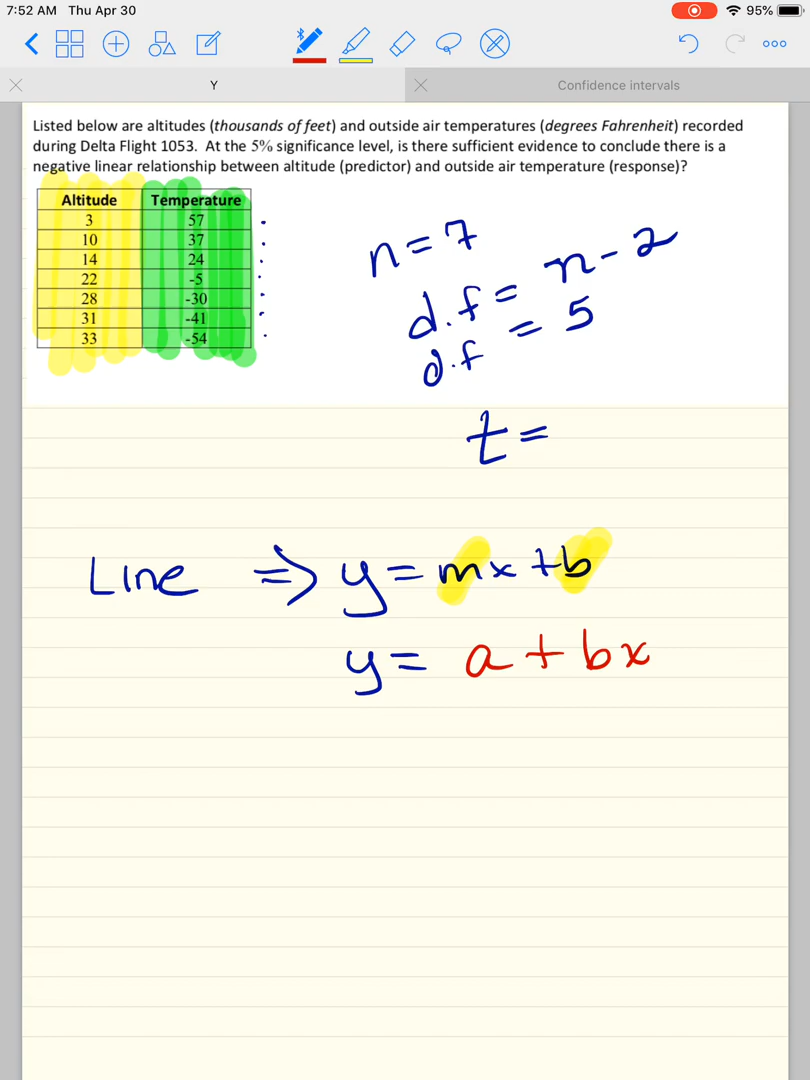 7:52 AM Thu Apr 30
95%
Y
Confidence intervals
Listed below are altitudes (thousands of feet) and outside air temperatures (degrees Fahrenheit) recorded
during Delta Flight 1053. At the 5% significance level, is there sufficient evidence to conclude there is a
negative linear relationship between altitude (predictor) and outside air temperature (response)?
Altitude Temperature
3 57
10 37
14 24
22 -5
28 -30
31 -41
33 -54
n = 7
d.f = n - 2
d.f = 5
t =
Line => y = mx + b
y = a + bx